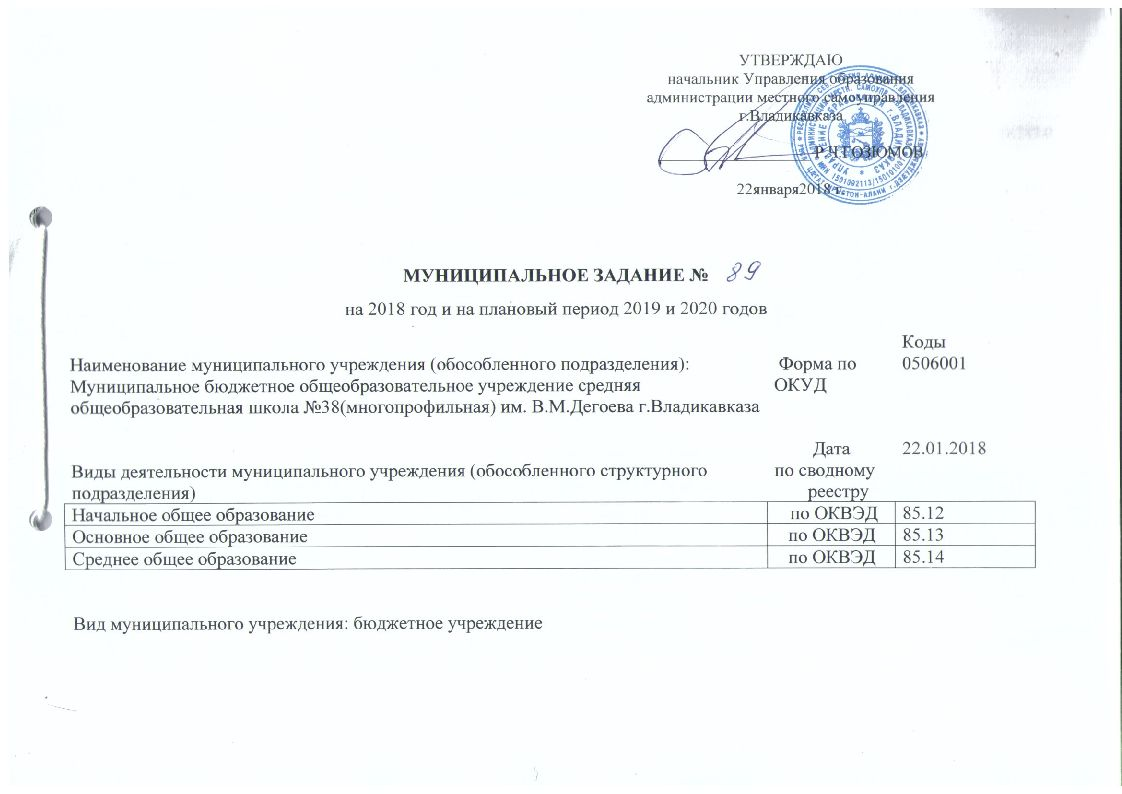 УТВЕРЖДАЮ
начальник Управления образования
администрации местного самоуправления
г.Владикавказа
Р.Ч.ГОЗЮМОВ
22января2018 г.
МУНИЦИПАЛЬНОЕ ЗАДАНИЕ № 89
на 2018 год и на плановый период 2019 и 2020 годов
Коды
Наименование муниципального учреждения (обособленного подразделения): Форма по 0506001
Муниципальное бюджетное общеобразовательное учреждение средняя ОКУД
общеобразовательная школа №38(многопрофильная) им. В.М.Дегоева г.Владикавказа
Дата 22.01.2018
Виды деятельности муниципального учреждения (обособленного структурного по сводному
подразделения) реестру
Начальное общее образование по ОКВЭД 85.12
Основное общее образование по ОКВЭД 85.13
Среднее общее образование по ОКВЭД 85.14
Вид муниципального учреждения: бюджетное учреждение